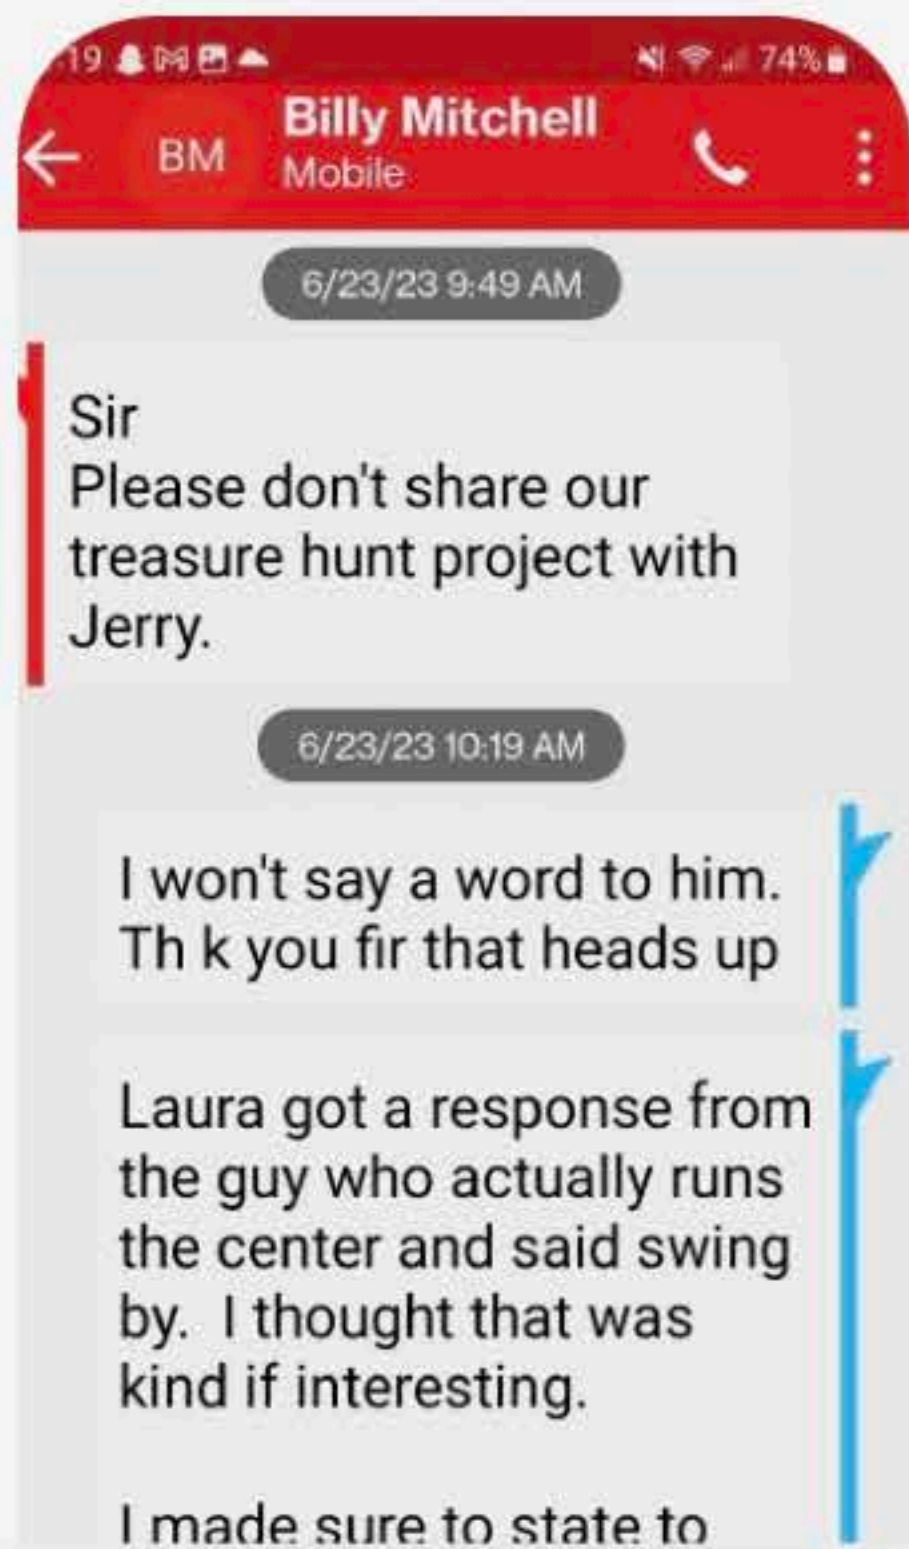 19 74%
Billy Mitchell
BM
Mobile
6/23/23 9:49 AM
Sir
Please don't share our
treasure hunt project with
Jerry.
6/23/23 10:19 AM
I won't say a word to him.
Th k you fir that heads up
Laura got a response from
the guy who actually runs
the center and said swing
by.  I thought that was
kind if interesting.
I made sure to state to